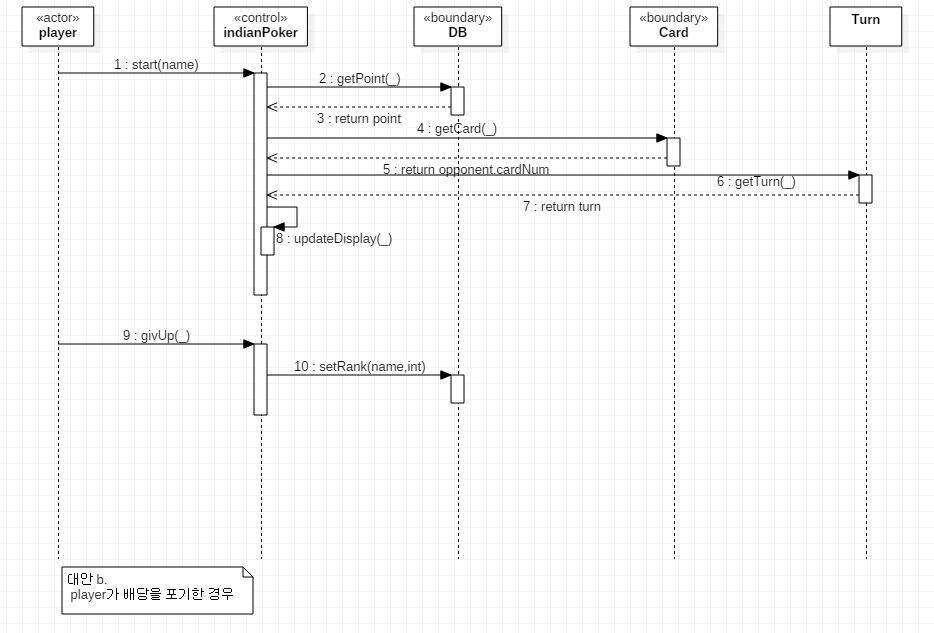 «actor»
player
«control»
indianPoker
«boundary»
DB
«boundary»
Card
Turn
1 : start(name)
2 : getPoint(_)
3 : return point
4 : getCard(_)
5 : return opponent.cardNum
6 : getTurn(_)
7 : return turn
8 : updateDisplay(_)
9 : givUp(_)
10 : setRank(name,int)
대안 b.
player가 배당을 포기한 경우